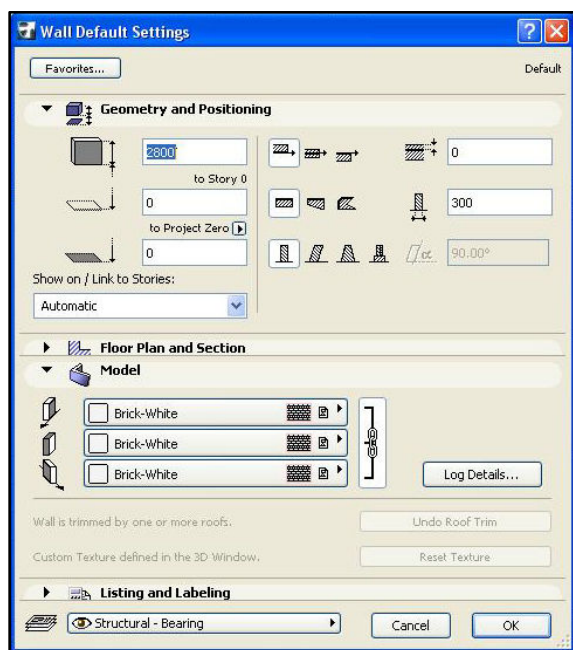 Wall Default Settings
Favorites...
Default
Geometry and Positioning
2800
to Story 0
0
to Project Zero
0
0
300
α
90.00°
Show on / Link to Stories:
Automatic
Floor Plan and Section
Model
Brick-White
Brick-White
Brick-White
Log Details...
Wall is trimmed by one or more roofs.
Undo Roof Trim
Custom Texture defined in the 3D Window.
Reset Texture
Listing and Labeling
Structural - Bearing
Cancel
OK